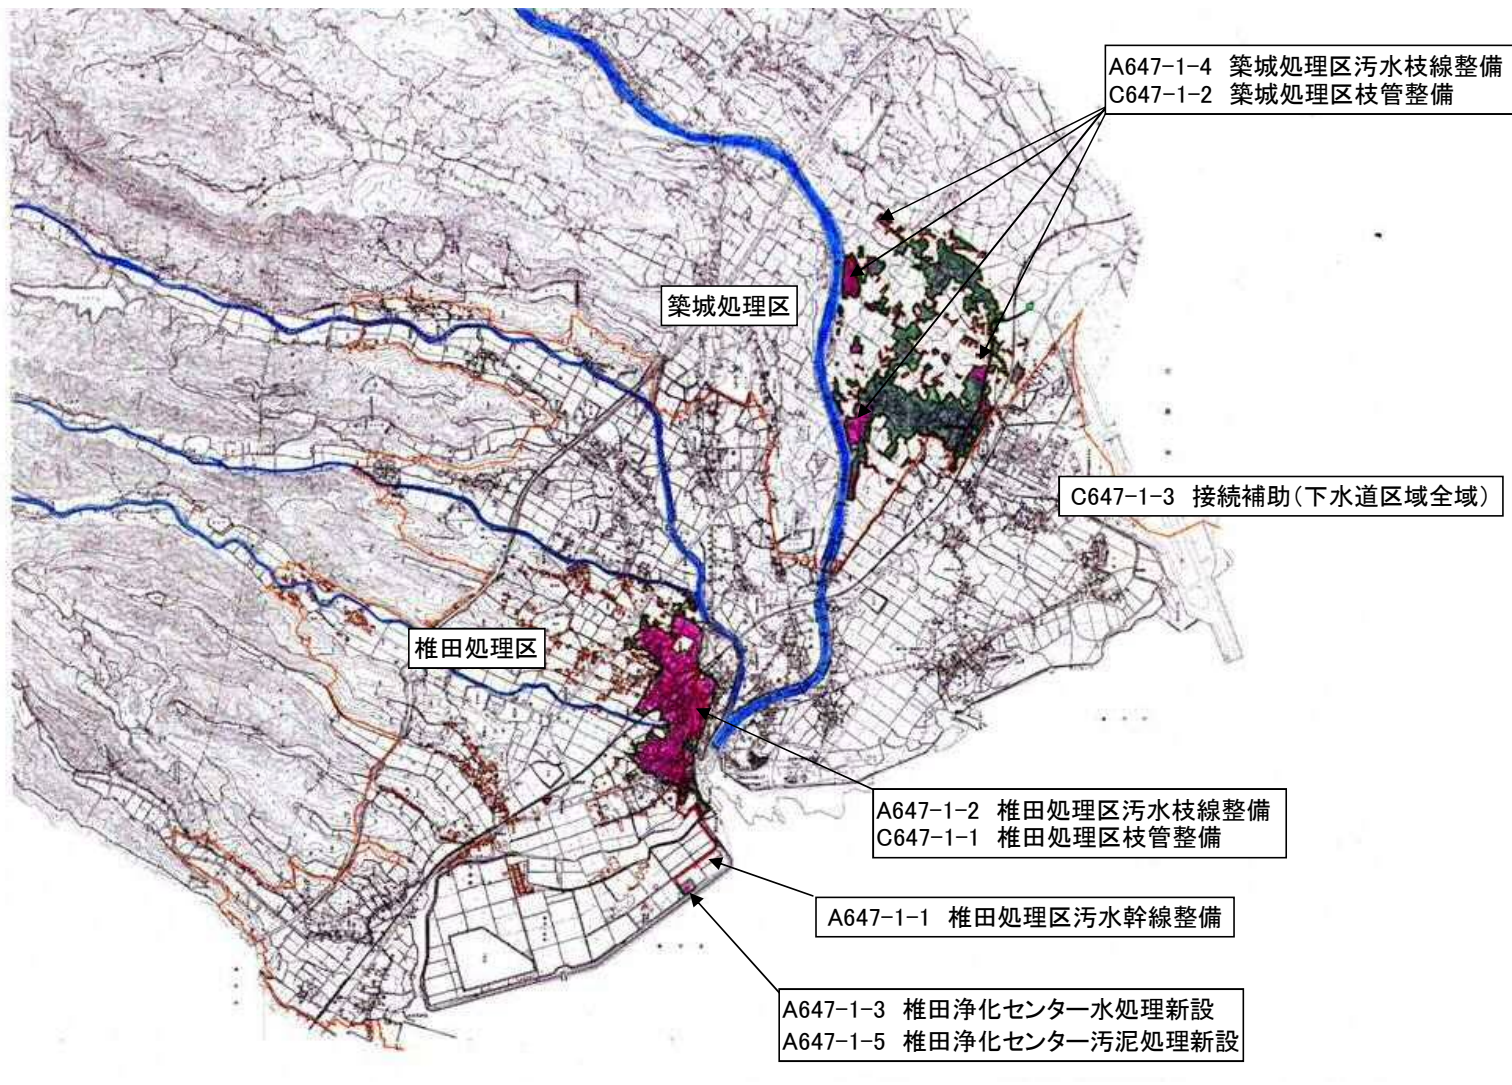 A647-1-4 築城処理区汚水枝線整備
C647-1-2 築城処理区枝管整備
築城処理区
C647-1-3 接続補助（下水道区域全域）
椎田処理区
A647-1-2 椎田処理区汚水枝線整備
C647-1-1 椎田処理区枝管整備
A647-1-1 椎田処理区汚水幹線整備
A647-1-3 椎田浄化センター水処理新設
A647-1-5 椎田浄化センター汚泥処理新設